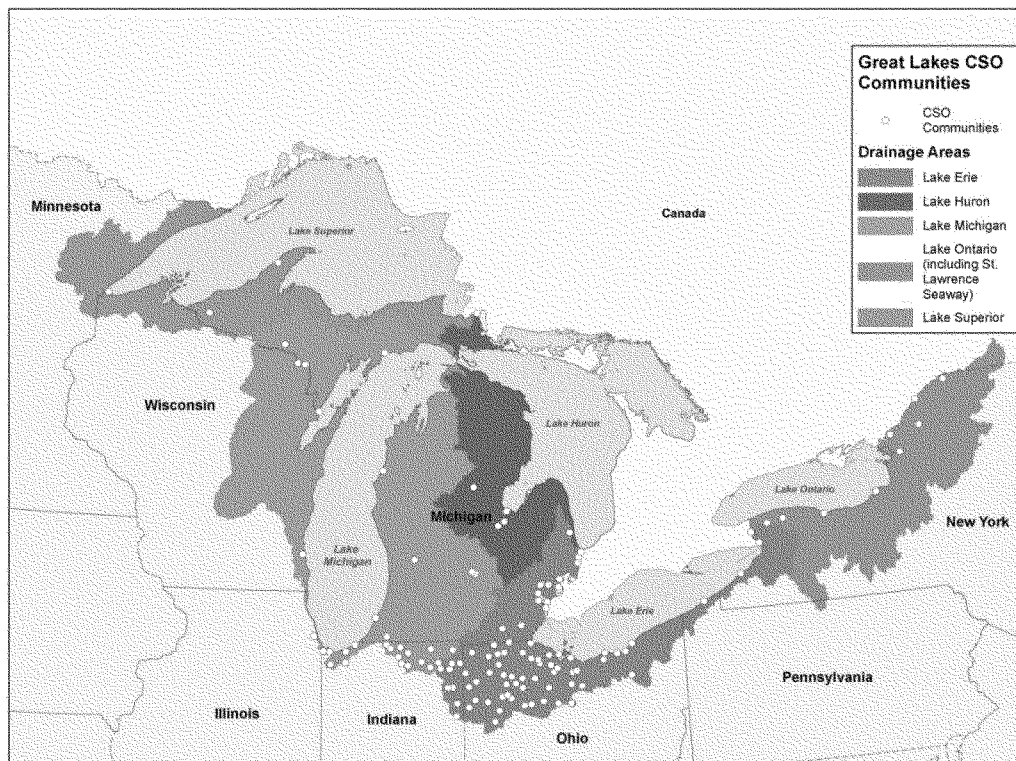 Great Lakes CSO
Communities
CSO
Communities
Drainage Areas
Lake Erie
Lake Huron
Lake Michigan
Lake Ontario
(including St.
Lawrence
Seaway)
Lake Superior
Minnesota
Canada
Lake Superior
Wisconsin
Lake Huron
Lake Ontario
Michigan
New York
Lake
Michigan
Lake Erie
Pennsylvania
Illinois
Indiana
Ohio